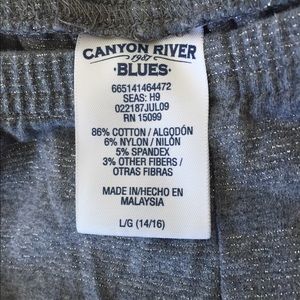 CANYON RIVER
1987
·BLUES·
665141464472
SEAS: H9
022187JUL09
RN 15099
86% COTTON / ALGODÓN
6% NYLON / NILÓN
5% SPANDEX
3% OTHER FIBERS /
OTRAS FIBRAS
MADE IN/HECHO EN
MALAYSIA
L/G (14/16)